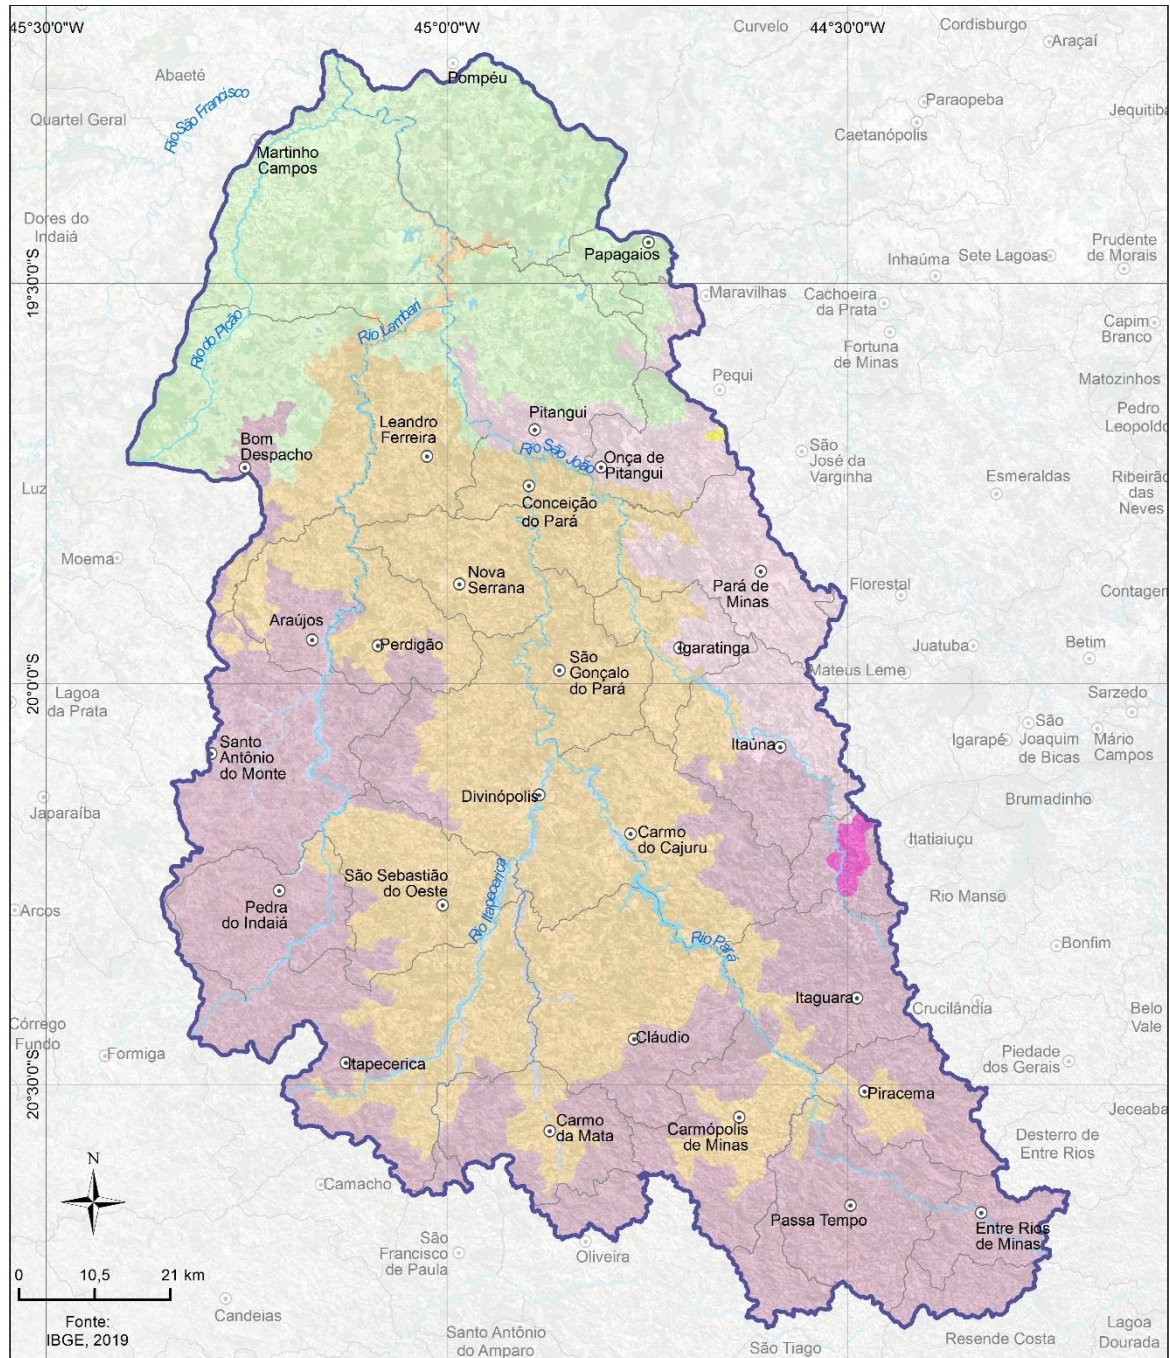 45°30'0"W
45°0'0"W
44°30'0"W
Curvelo
Cordisburgo
Araçaí
Abaeté
Pompéu
Rio São Francisco
Quartel Geral
Paraopeba
Caetanópolis
Jequitiba
Martinho
Campos
Dores do
Indaiá
Papagaios
Inhaúma
Sete Lagoas
Prudente
de Morais
19°30'0"S
Maravilhas
Cachoeira
da Prata
Rio do Picão
Rio Lambari
Fortuna
de Minas
Capim
Branco
Pequi
Matozinhos
Leandro
Ferreira
Pitangui
Pedro
Leopoldo
Bom
Despacho
Rio São João
Onça de
Pitangui
São
José da
Varginha
Luz
Conceição
do Pará
Esmeraldas
Ribeirão
das
Neves
Moema
Nova
Serrana
Pará de
Minas
Florestal
Contagem
Araújos
Perdigão
Igaratinga
Juatuba
Betim
São
Gonçalo
do Pará
Mateus Leme
20°0'0"S
Lagoa
da Prata
Sarzedo
Santo
Antônio
do Monte
Itaúna
Igarapé
São
Joaquim
de Bicas
Mário
Campos
Japaraíba
Divinópolis
Brumadinho
Carmo
do Cajuru
Itatiaiuçu
São Sebastião
do Oeste
Rio Itapecerica
Rio Manso
Arcos
Pedra
do Indaiá
Rio Pará
Bonfim
Itaguara
Crucilândia
Belo
Vale
Córrego
Fundo
Formiga
Itapecerica
Cláudio
Piedade
dos Gerais
20°30'0"S
Piracema
Jeceaba
Carmo
da Mata
Carmópolis
de Minas
Desterro de
Entre Rios
N
Camacho
Passa Tempo
Entre Rios
de Minas
São
Francisco
de Paula
Oliveira
0 10,5 21 km
Fonte:
IBGE, 2019
Candeias
Santo Antônio
do Amparo
São Tiago
Resende Costa
Lagoa
Dourada